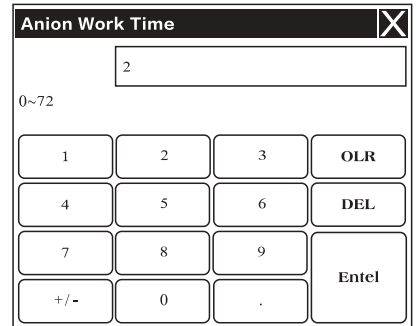 Anion Work Time X
2
0~72
1 2 3 OLR
4 5 6 DEL
7 8 9
Entel
+/- 0 .